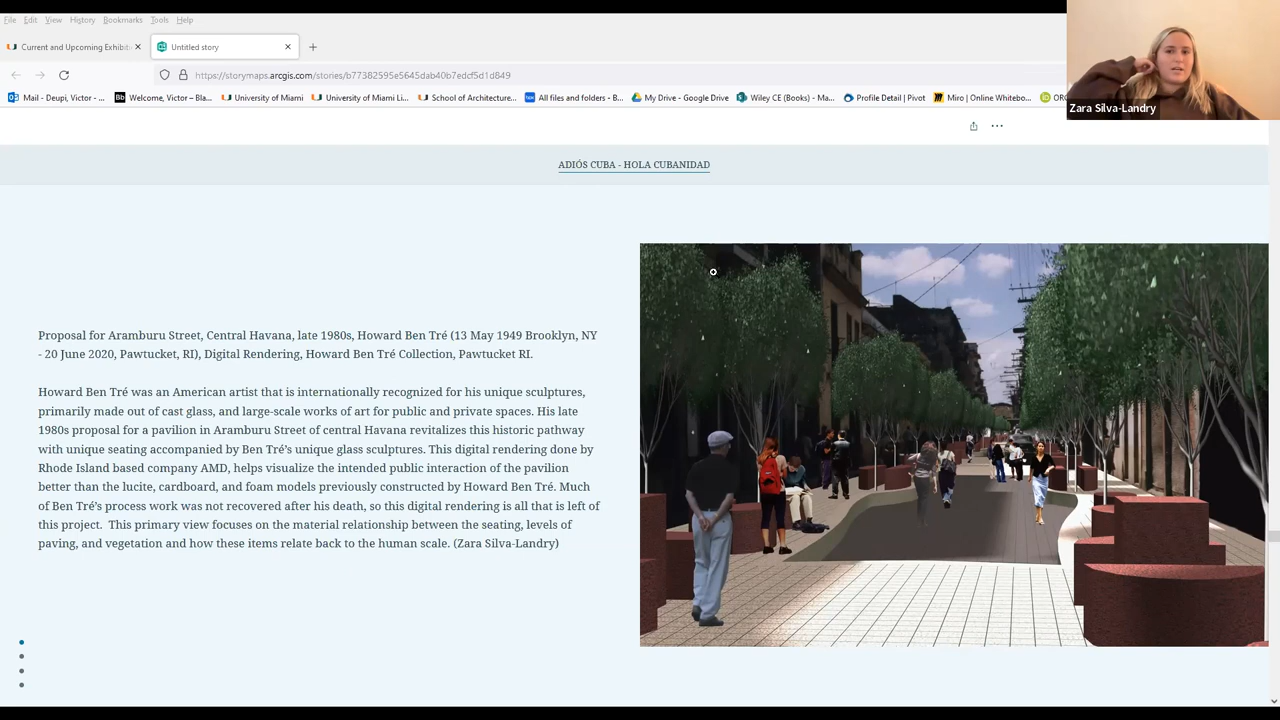 File Edit View History Bookmarks Tools Help
Current and Upcoming Exhibit
Untitled story
https://storymaps.arcgis.com/stories/b77382595e5645dab40b7edcf5d1d849
Mail - Deupi, Victor - ... Welcome, Victor – Bla... University of Miami University of Miami Li... School of Architecture... All files and folders - B... My Drive - Google Drive Wiley CE (Books) - Ma... Profile Detail | Pivot Miro | Online Whitebo... ORC
Zara Silva-Landry
ADIÓS CUBA - HOLA CUBANIDAD
Proposal for Aramburu Street, Central Havana, late 1980s, Howard Ben Tré (13 May 1949 Brooklyn, NY
- 20 June 2020, Pawtucket, RI), Digital Rendering, Howard Ben Tré Collection, Pawtucket RI.
Howard Ben Tré was an American artist that is internationally recognized for his unique sculptures,
primarily made out of cast glass, and large-scale works of art for public and private spaces. His late
1980s proposal for a pavilion in Aramburu Street of central Havana revitalizes this historic pathway
with unique seating accompanied by Ben Tré’s unique glass sculptures. This digital rendering done by
Rhode Island based company AMD, helps visualize the intended public interaction of the pavilion
better than the lucite, cardboard, and foam models previously constructed by Howard Ben Tré. Much
of Ben Tré’s process work was not recovered after his death, so this digital rendering is all that is left of
this project. This primary view focuses on the material relationship between the seating, levels of
paving, and vegetation and how these items relate back to the human scale. (Zara Silva-Landry)